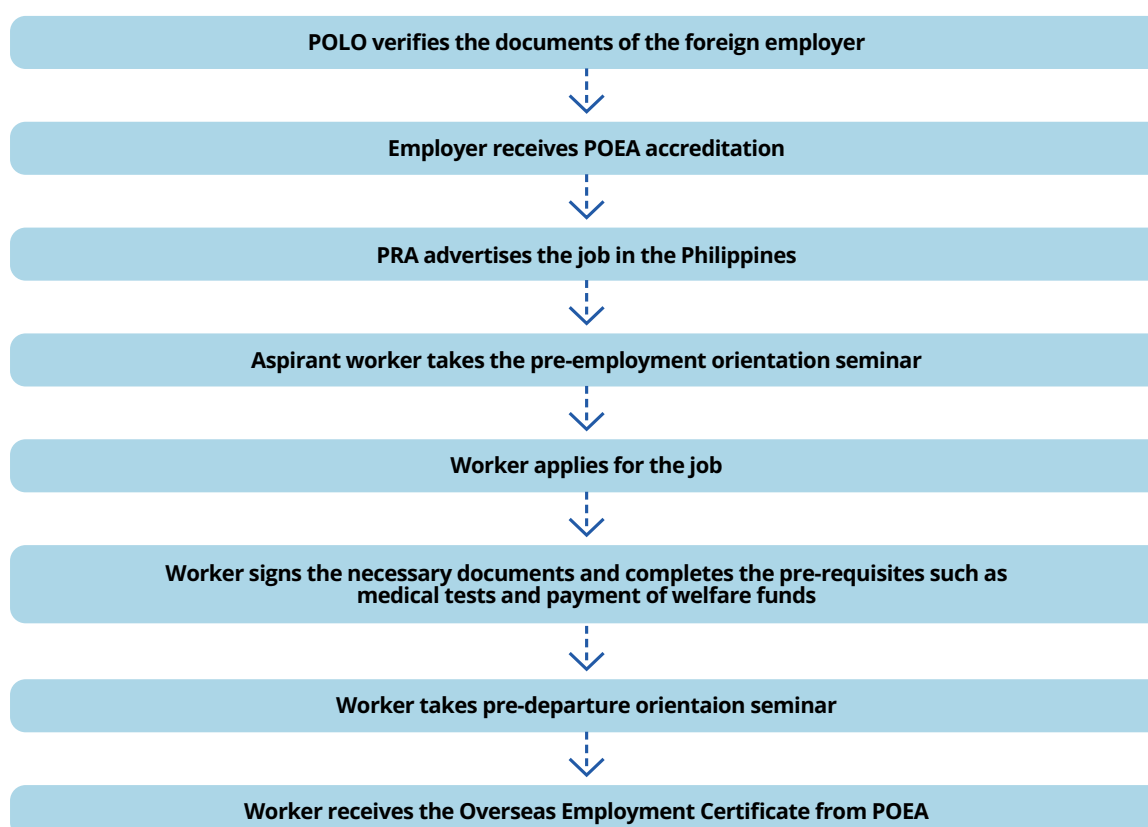 POLO verifies the documents of the foreign employer
Employer receives POEA accreditation
PRA advertises the job in the Philippines
Aspirant worker takes the pre-employment orientation seminar
Worker applies for the job
Worker signs the necessary documents and completes the pre-requisites such as
medical tests and payment of welfare funds
Worker takes pre-departure orientaion seminar
Worker receives the Overseas Employment Certificate from POEA